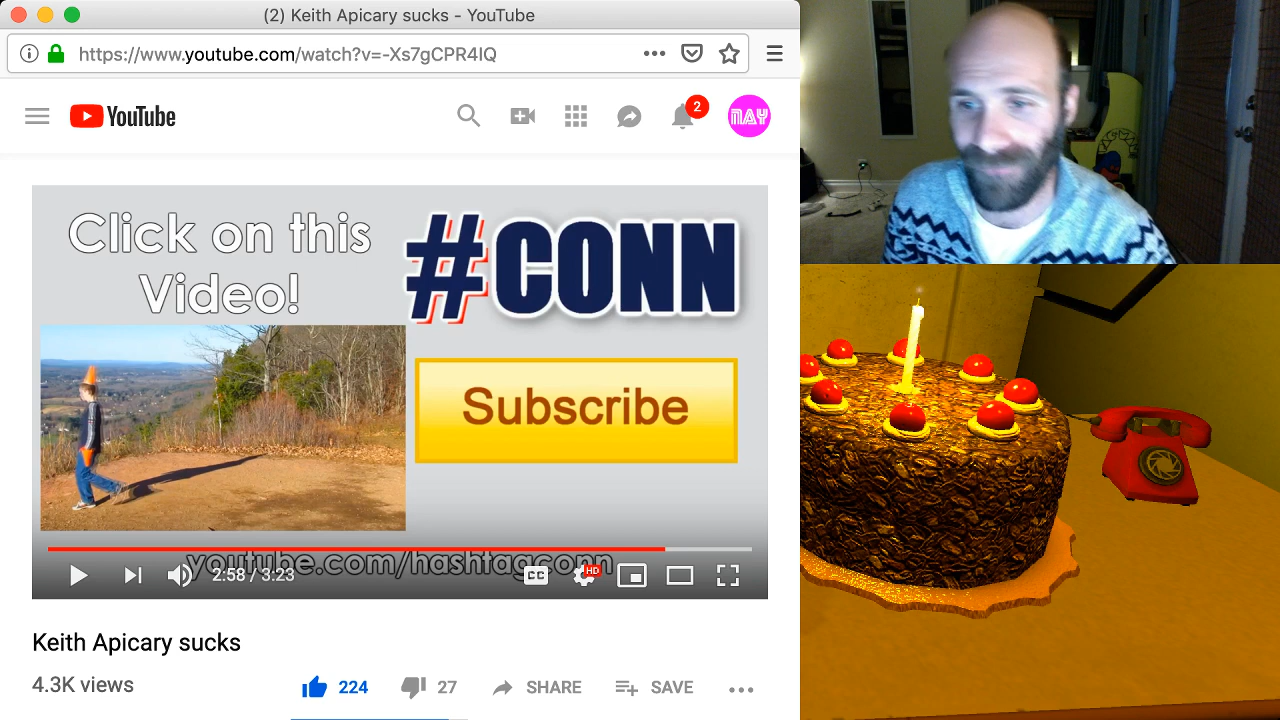 (2) Keith Apicary sucks - YouTube
https://www.youtube.com/watch?v=-Xs7gCPR4IQ
YouTube
2
NAY
Click on this
Video!
#CONN
Subscribe
youtube.com/hashtagconn
2:58 / 3:23
CC
HD
Keith Apicary sucks
4.3K views
224
27
SHARE
SAVE